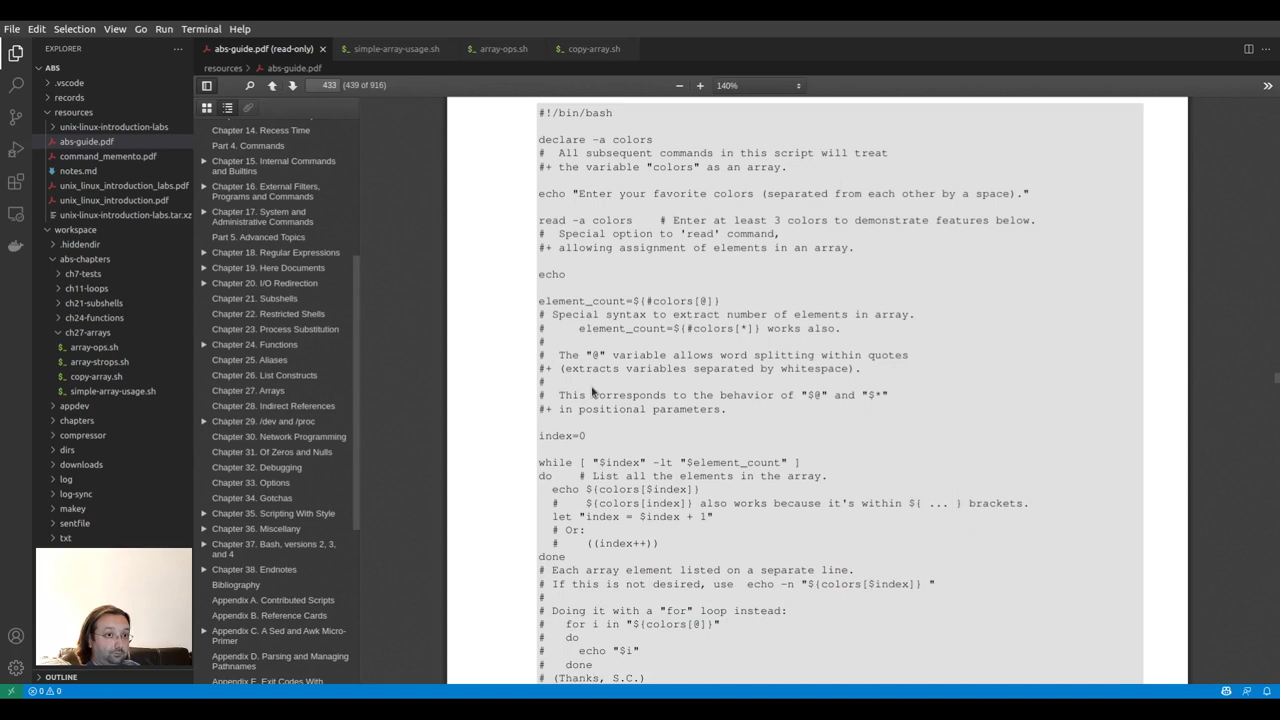 File Edit Selection View Go Run Terminal Help
EXPLORER
ABS
.vscode
records
resources
unix-linux-introduction-labs
abs-guide.pdf
command_memento.pdf
notes.md
unix_linux_introduction_labs.pdf
unix_linux_introduction.pdf
unix-linux-introduction-labs.tar.xz
workspace
.hiddendir
abs-chapters
ch7-tests
ch11-loops
ch21-subshells
ch24-functions
ch27-arrays
array-ops.sh
array-strops.sh
copy-array.sh
simple-array-usage.sh
appdev
chapters
compressor
dirs
downloads
log
log-sync
makey
sentfile
txt
OUTLINE
0 0
abs-guide.pdf (read-only) simple-array-usage.sh array-ops.sh copy-array.sh
resources > abs-guide.pdf
433 (439 of 916) 140%
Chapter 14. Recess Time
Part 4. Commands
Chapter 15. Internal Commands
and Builtins
Chapter 16. External Filters,
Programs and Commands
Chapter 17. System and
Administrative Commands
Part 5. Advanced Topics
Chapter 18. Regular Expressions
Chapter 19. Here Documents
Chapter 20. I/O Redirection
Chapter 21. Subshells
Chapter 22. Restricted Shells
Chapter 23. Process Substitution
Chapter 24. Functions
Chapter 25. Aliases
Chapter 26. List Constructs
Chapter 27. Arrays
Chapter 28. Indirect References
Chapter 29. /dev and /proc
Chapter 30. Network Programming
Chapter 31. Of Zeros and Nulls
Chapter 32. Debugging
Chapter 33. Options
Chapter 34. Gotchas
Chapter 35. Scripting With Style
Chapter 36. Miscellany
Chapter 37. Bash, versions 2, 3,
and 4
Chapter 38. Endnotes
Bibliography
Appendix A. Contributed Scripts
Appendix B. Reference Cards
Appendix C. A Sed and Awk Micro-
Primer
Appendix D. Parsing and Managing
Pathnames
Appendix E. Exit Codes With
#!/bin/bash
declare -a colors
#  All subsequent commands in this script will treat
#+ the variable "colors" as an array.
echo "Enter your favorite colors (separated from each other by a space)."
read -a colors    # Enter at least 3 colors to demonstrate features below.
#  Special option to 'read' command,
#+ allowing assignment of elements in an array.
echo
element_count=${#colors[@]}
# Special syntax to extract number of elements in array.
#     element_count=${#colors[*]} works also.
#
#  The "@" variable allows word splitting within quotes
#+ (extracts variables separated by whitespace).
#
#  This corresponds to the behavior of "$@" and "$*"
#+ in positional parameters.
index=0
while [ "$index" -lt "$element_count" ]
do    # List all the elements in the array.
  echo ${colors[$index]}
  #    ${colors[index]} also works because it's within ${ ... } brackets.
  let "index = $index + 1"
  # Or:
  #    ((index++))
done
# Each array element listed on a separate line.
# If this is not desired, use  echo -n "${colors[$index]} "
#
# Doing it with a "for" loop instead:
#   for i in "${colors[@]}"
#   do
#     echo "$i"
#   done
# (Thanks, S.C.)